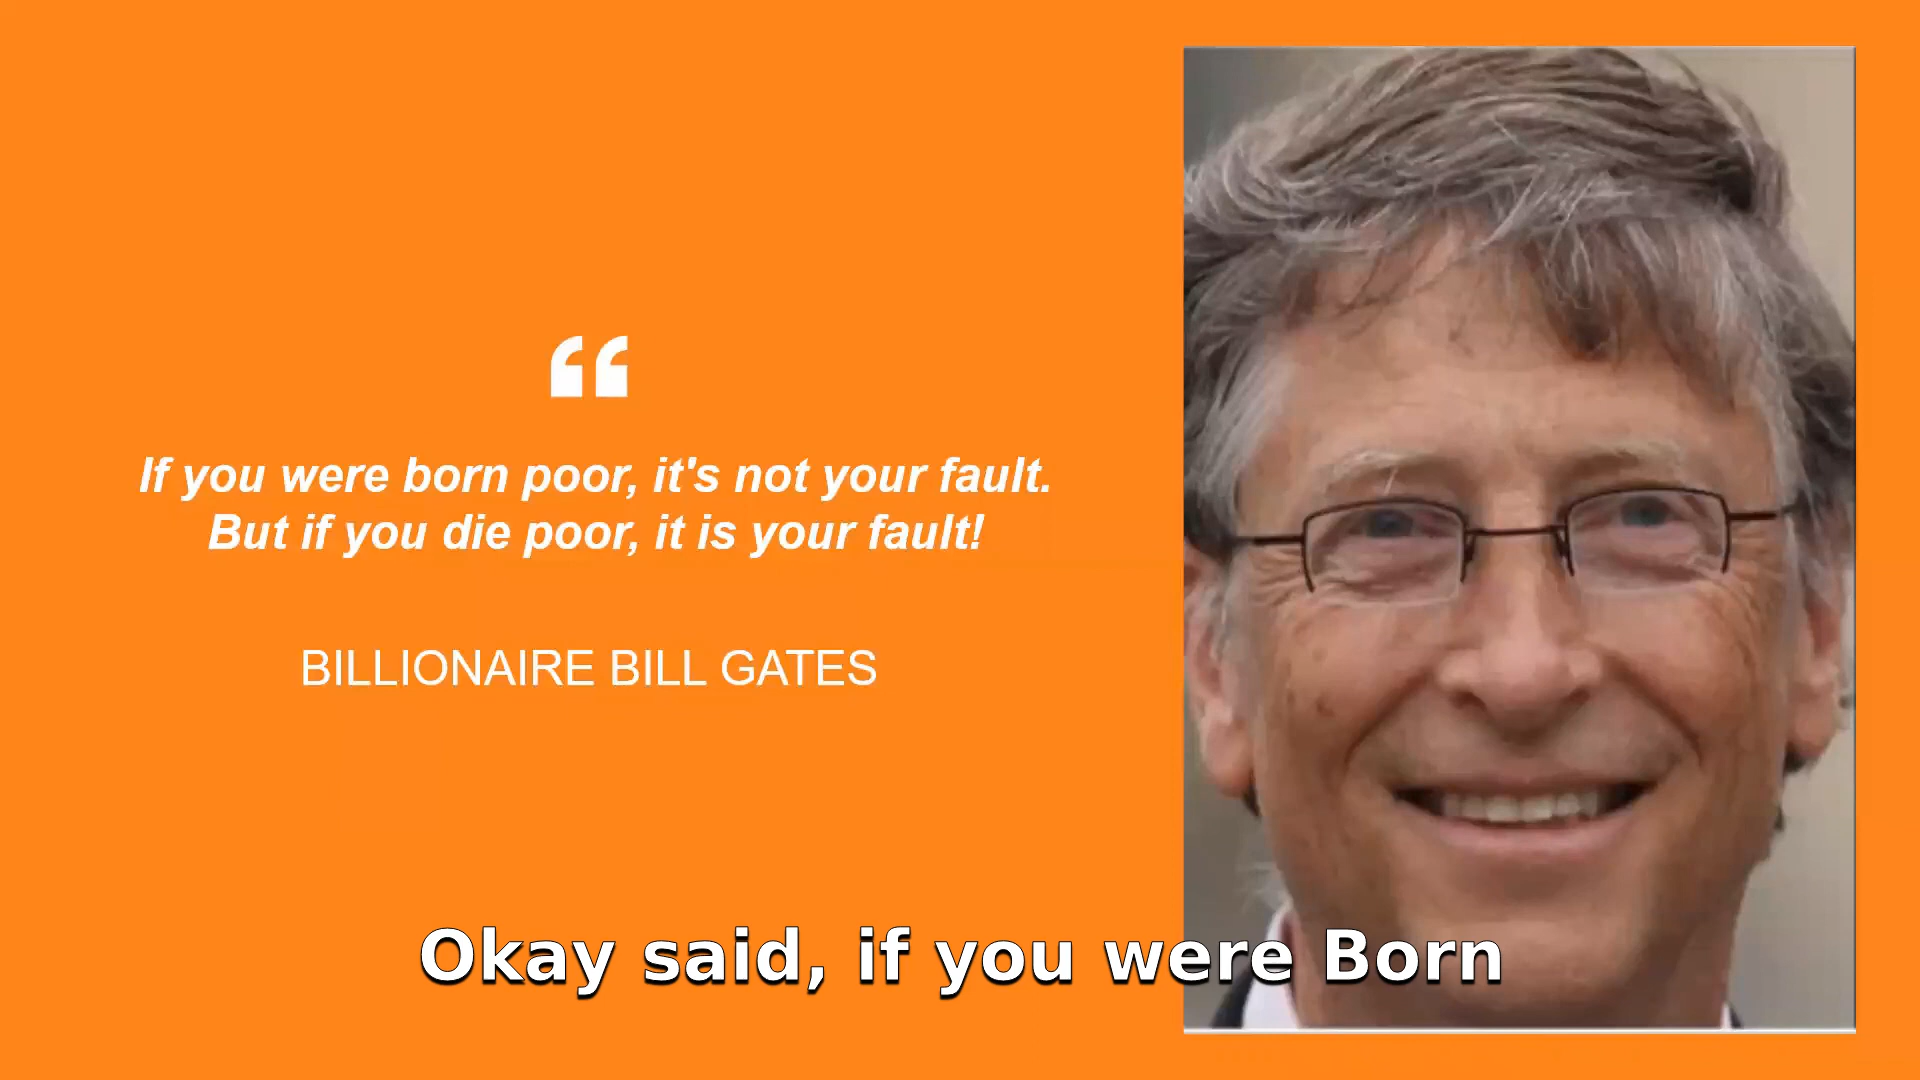 “
If you were born poor, it's not your fault.
But if you die poor, it is your fault!
BILLIONAIRE BILL GATES
Okay said, if you were Born